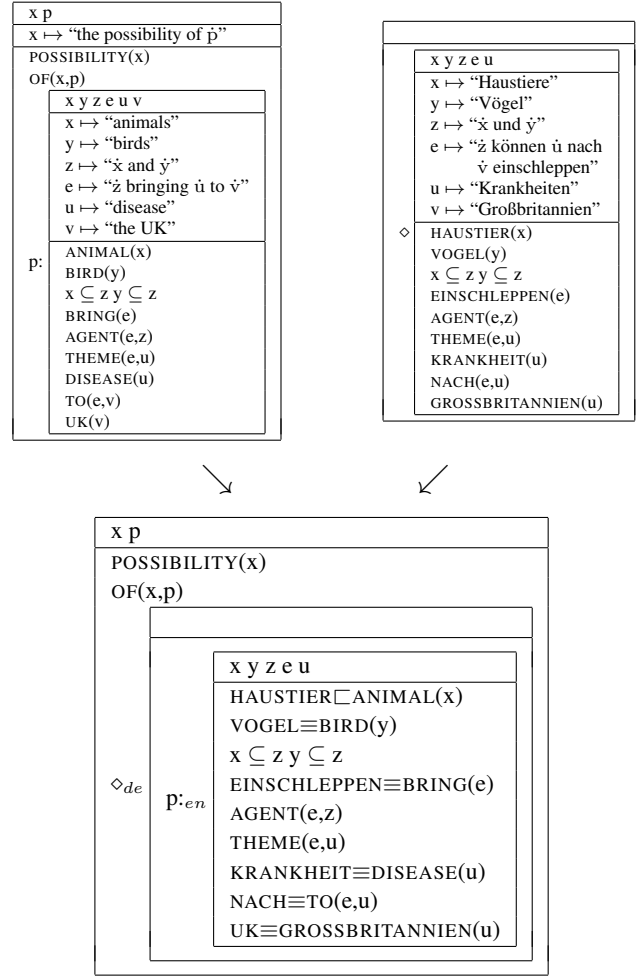 x p
x ↦ “the possibility of ṗ”
POSSIBILITY(x)
OF(x,p)
x y z e u v
x ↦ “animals”
y ↦ “birds”
z ↦ “ẋ and ẏ”
e ↦ “ż bringing u̇ to v̇”
u ↦ “disease”
v ↦ “the UK”
p:
ANIMAL(x)
BIRD(y)
x ⊆ z y ⊆ z
BRING(e)
AGENT(e,z)
THEME(e,u)
DISEASE(u)
TO(e,v)
UK(v)
x y z e u
x ↦ “Haustiere”
y ↦ “Vögel”
z ↦ “ẋ und ẏ”
e ↦ “ż können u̇ nach
v̇ einschleppen”
u ↦ “Krankheiten”
v ↦ “Großbritannien”
⋄ HAUSTIER(x)
VOGEL(y)
x ⊆ z y ⊆ z
EINSCHLEPPEN(e)
AGENT(e,z)
THEME(e,u)
KRANKHEIT(u)
NACH(e,u)
GROSSBRITANNIEN(u)
↘ ↙
x p
POSSIBILITY(x)
OF(x,p)
x y z e u
HAUSTIER⊏ANIMAL(x)
VOGEL≡BIRD(y)
x ⊆ z y ⊆ z
⋄de p:en EINSCHLEPPEN≡BRING(e)
AGENT(e,z)
THEME(e,u)
KRANKHEIT≡DISEASE(u)
NACH≡TO(e,u)
UK≡GROSSBRITANNIEN(u)